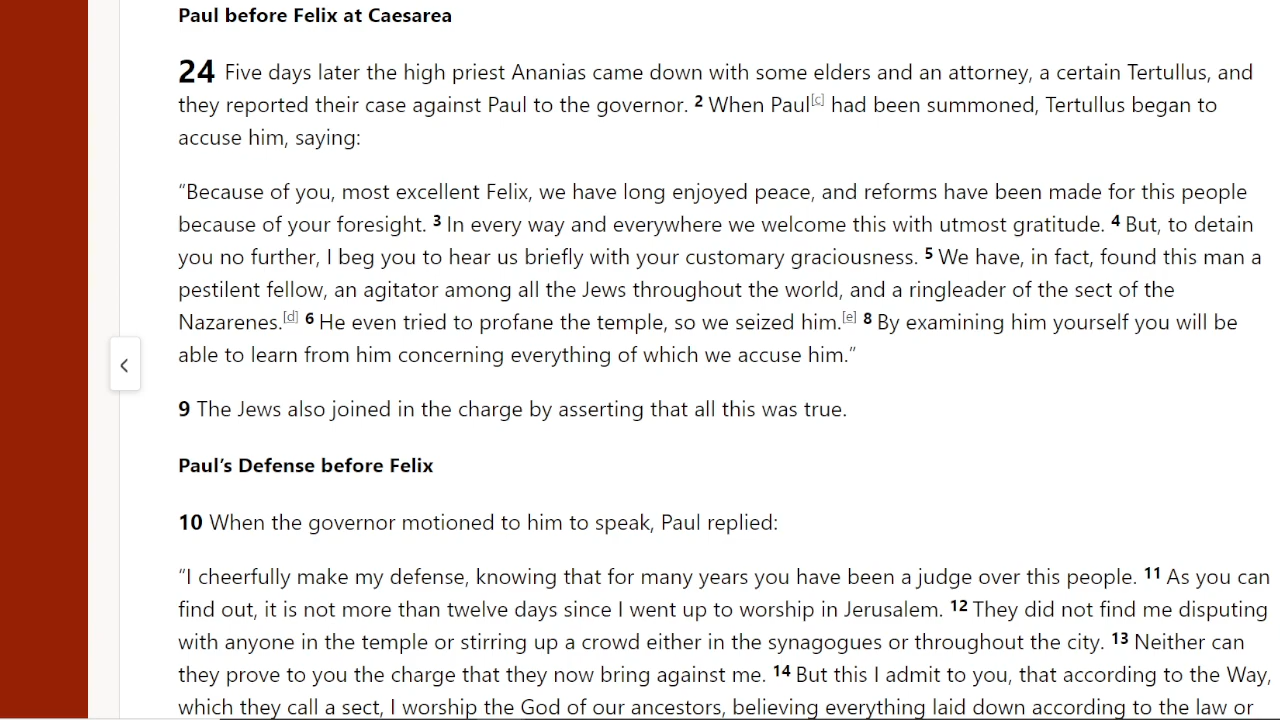 Paul before Felix at Caesarea
24 Five days later the high priest Ananias came down with some elders and an attorney, a certain Tertullus, and
they reported their case against Paul to the governor. 2 When Paul[c] had been summoned, Tertullus began to
accuse him, saying:
“Because of you, most excellent Felix, we have long enjoyed peace, and reforms have been made for this people
because of your foresight. 3 In every way and everywhere we welcome this with utmost gratitude. 4 But, to detain
you no further, I beg you to hear us briefly with your customary graciousness. 5 We have, in fact, found this man a
pestilent fellow, an agitator among all the Jews throughout the world, and a ringleader of the sect of the
Nazarenes.[d] 6 He even tried to profane the temple, so we seized him.[e] 8 By examining him yourself you will be
able to learn from him concerning everything of which we accuse him.”
9 The Jews also joined in the charge by asserting that all this was true.
Paul’s Defense before Felix
10 When the governor motioned to him to speak, Paul replied:
“I cheerfully make my defense, knowing that for many years you have been a judge over this people. 11 As you can
find out, it is not more than twelve days since I went up to worship in Jerusalem. 12 They did not find me disputing
with anyone in the temple or stirring up a crowd either in the synagogues or throughout the city. 13 Neither can
they prove to you the charge that they now bring against me. 14 But this I admit to you, that according to the Way,
which they call a sect, I worship the God of our ancestors, believing everything laid down according to the law or